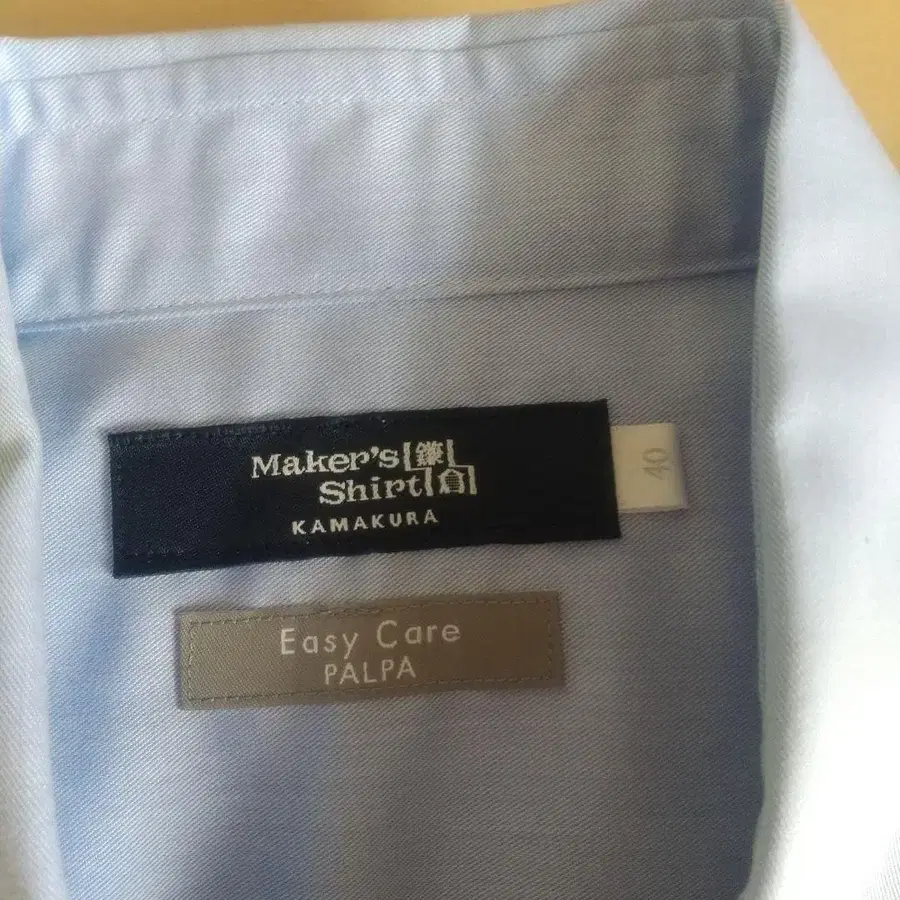 Maker's 鎌
Shirt 倉
KAMAKURA
40
Easy Care
PALPA